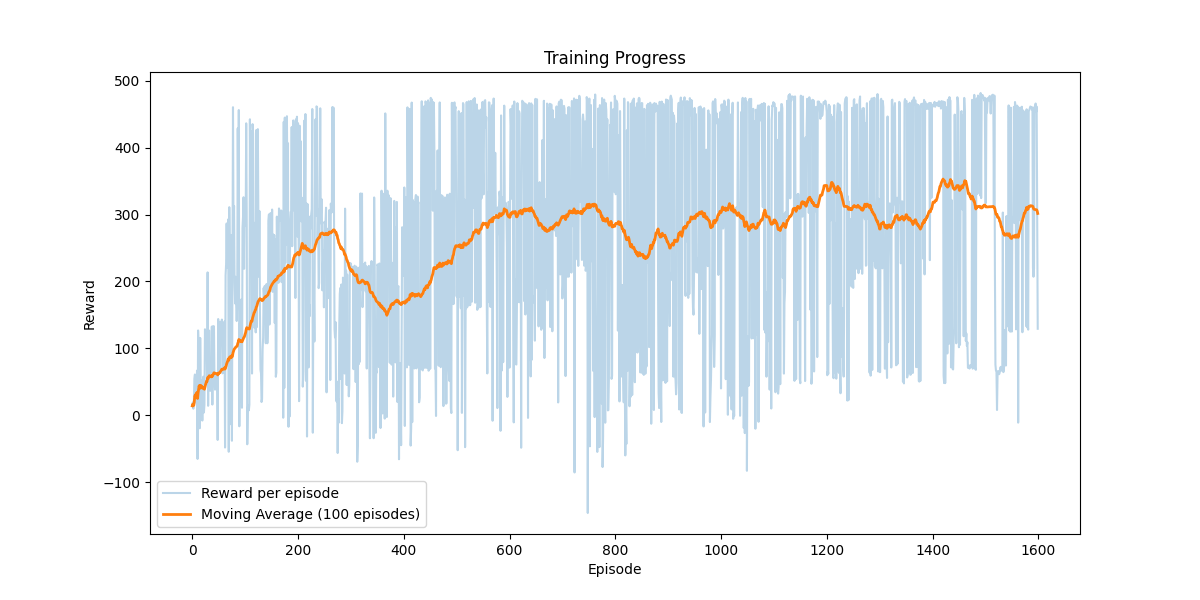 Training Progress
500
400
300
200
100
0
−100
Reward
Reward per episode
Moving Average (100 episodes)
0 200 400 600 800 1000 1200 1400 1600
Episode